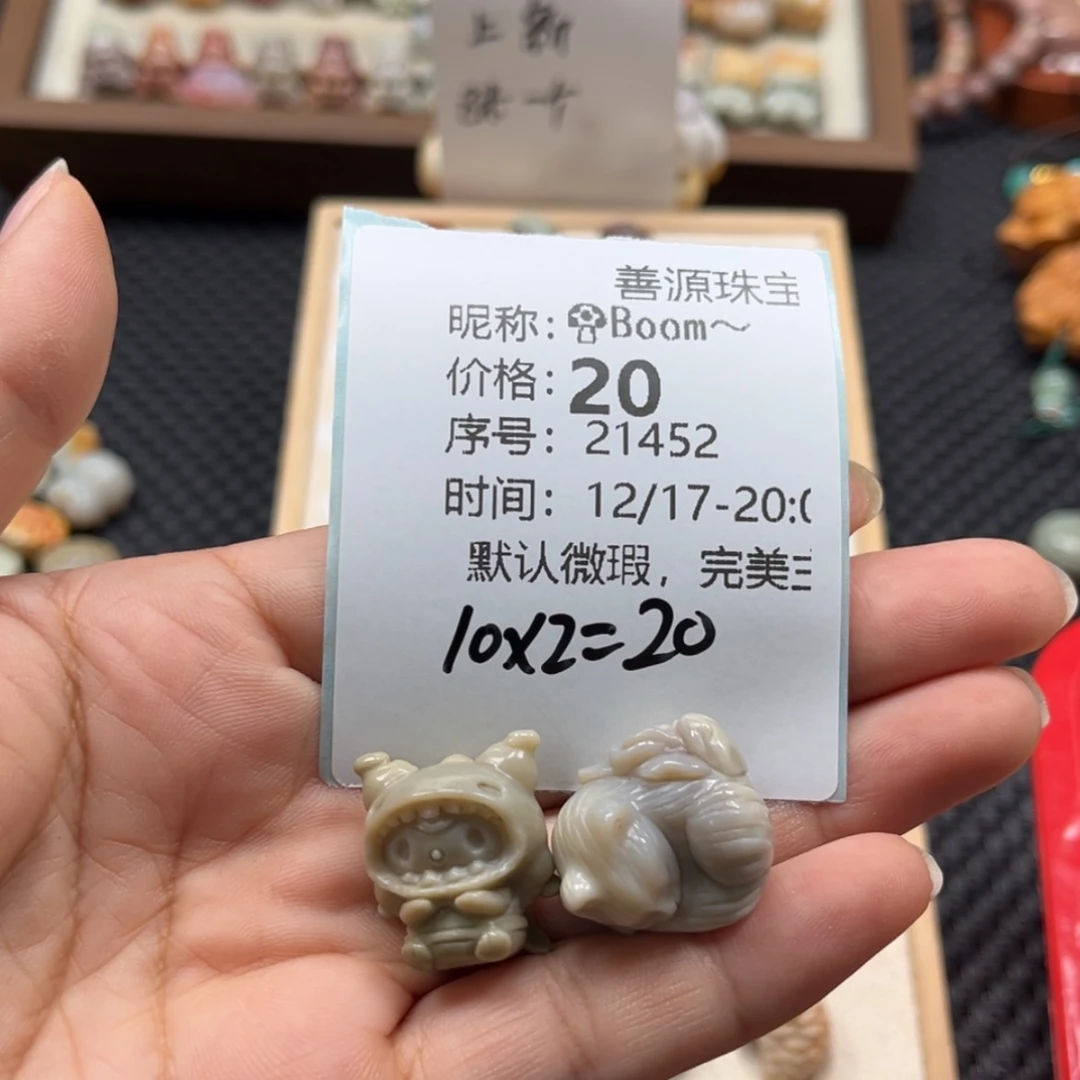 上新
善源珠宝
昵称：🍄Boom～
价格：20
序号：21452
时间：12/17-20:0
默认微瑕，完美
10x2=20